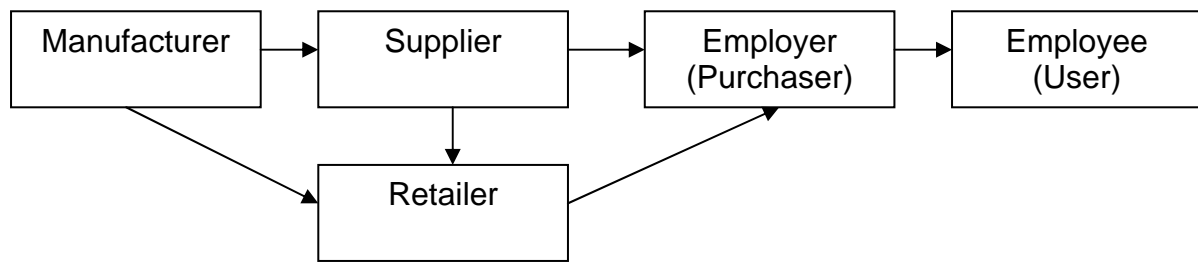 Manufacturer
Supplier
Employer
(Purchaser)
Employee
(User)
Retailer